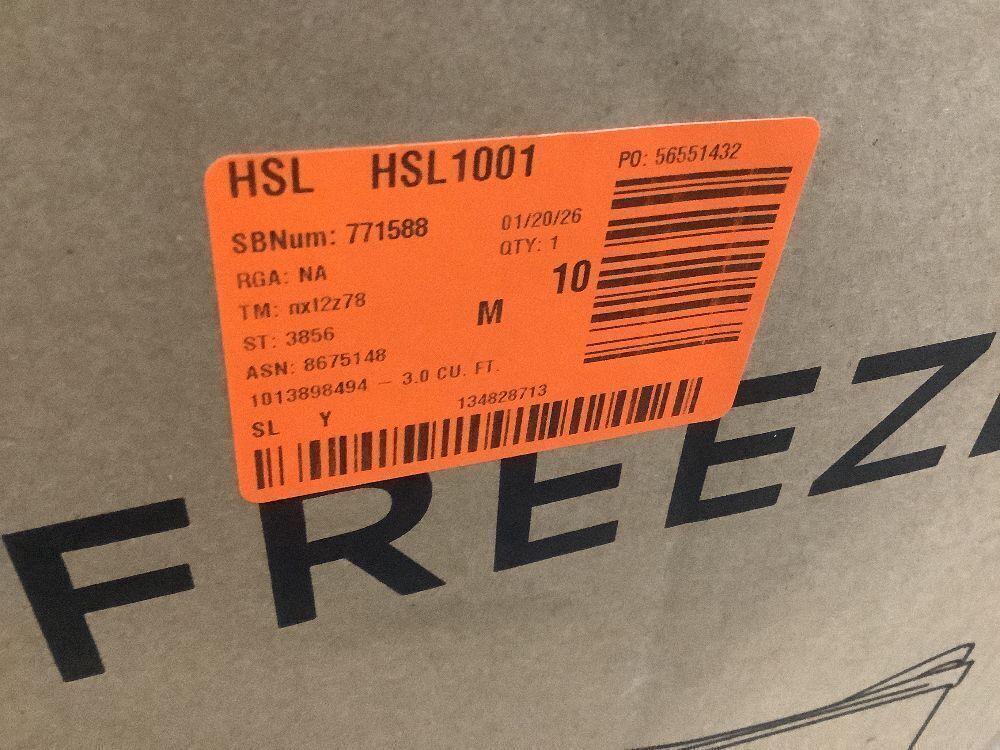 HSL HSL1001
PO: 56551432
SBNum: 771588
01/20/26
QTY: 1
RGA: NA
10
TM: nxl2z78
M
ST: 3856
ASN: 8675148
1013898494 - 3.0 CU. FT.
134828713
SL Y
FREEZ